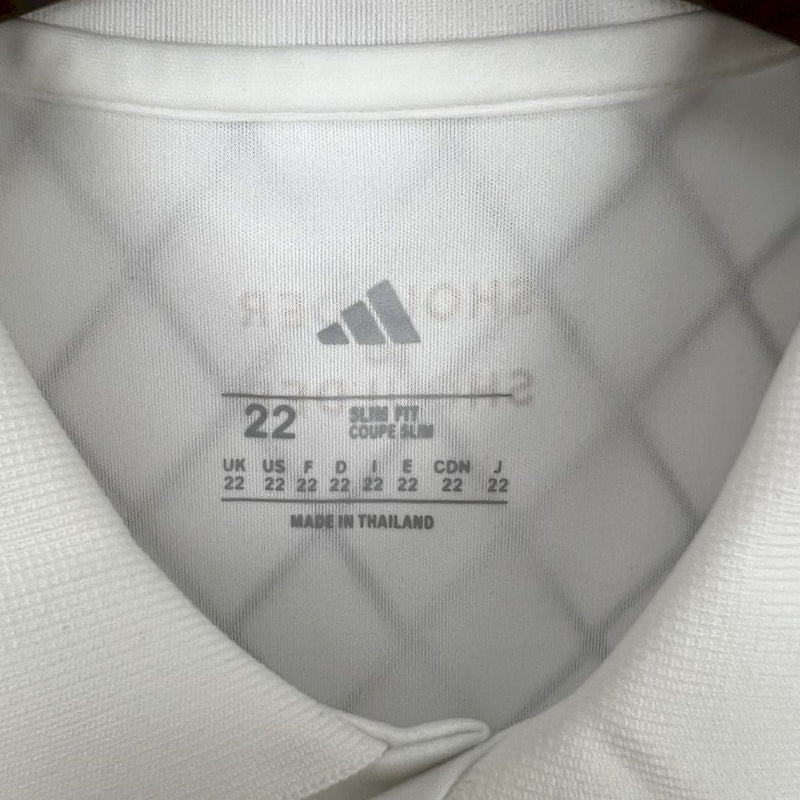 22 SLIM FIT
COUPE SLIM
UK US F D I E CDN J
22 22 22 22 22 22 22 22
MADE IN THAILAND